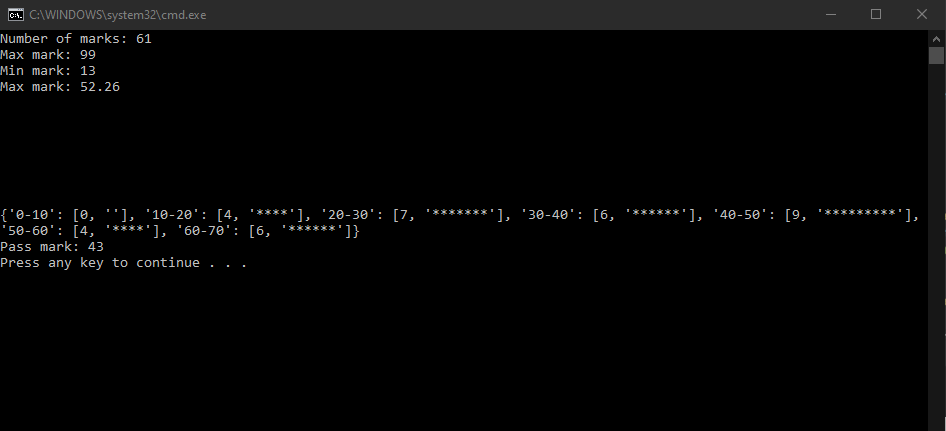 C:\WINDOWS\system32\cmd.exe
Number of marks: 61
Max mark: 99
Min mark: 13
Max mark: 52.26
{'0-10': [0, ''], '10-20': [4, '****'], '20-30': [7, '*******'], '30-40': [6, '******'], '40-50': [9, '*********'],
'50-60': [4, '****'], '60-70': [6, '******']}
Pass mark: 43
Press any key to continue . . .